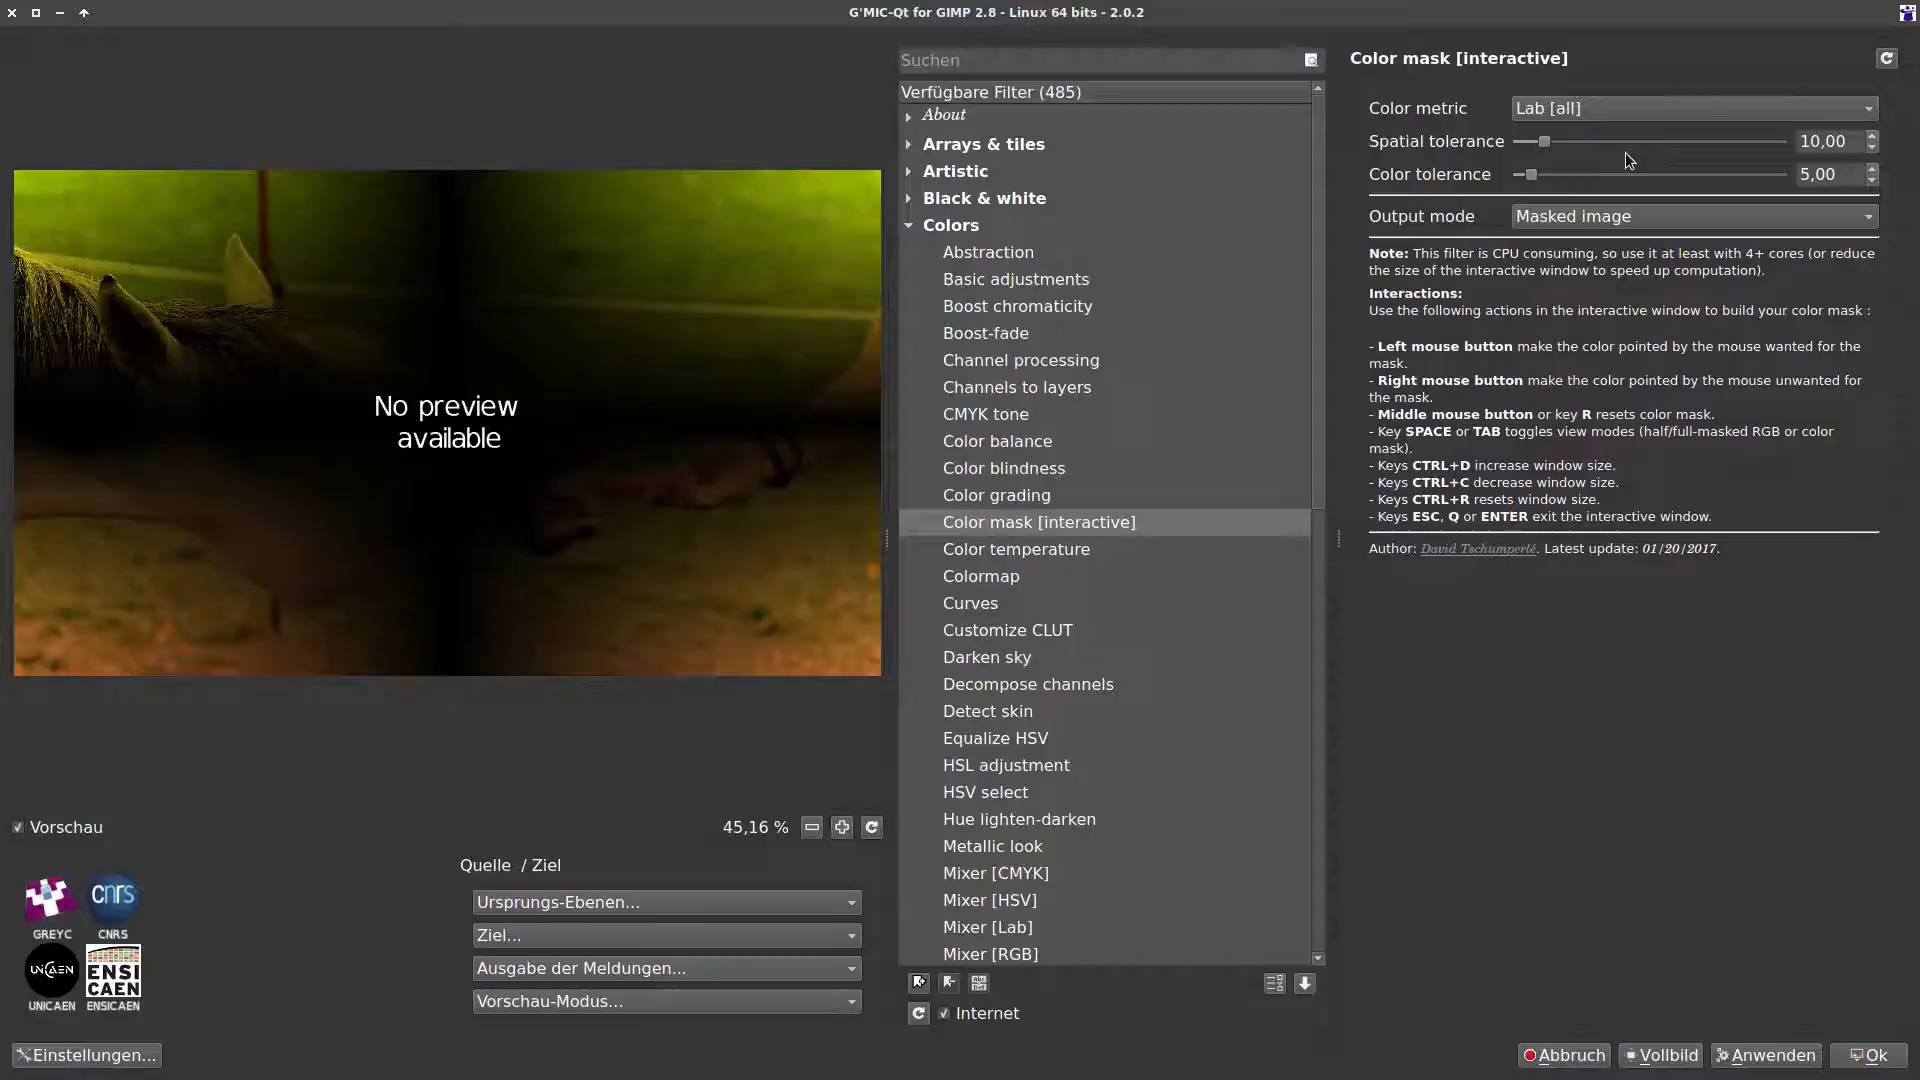 G'MIC-Qt for GIMP 2.8 - Linux 64 bits - 2.0.2
No preview
available
Vorschau
45,16 %
GREYC
CNRS
cnrs
UNICAEN
ENSI
CAEN
UNICAEN
ENSICAEN
Quelle / Ziel
Ursprungs-Ebenen...
Ziel...
Ausgabe der Meldungen...
Vorschau-Modus...
Einstellungen...
Suchen
Verfügbare Filter (485)
About
Arrays & tiles
Artistic
Black & white
Colors
Abstraction
Basic adjustments
Boost chromaticity
Boost-fade
Channel processing
Channels to layers
CMYK tone
Color balance
Color blindness
Color grading
Color mask [interactive]
Color temperature
Colormap
Curves
Customize CLUT
Darken sky
Decompose channels
Detect skin
Equalize HSV
HSL adjustment
HSV select
Hue lighten-darken
Metallic look
Mixer [CMYK]
Mixer [HSV]
Mixer [Lab]
Mixer [RGB]
Internet
Color mask [interactive]
Color metric
Lab [all]
Spatial tolerance
10,00
Color tolerance
5,00
Output mode
Masked image
Note: This filter is CPU consuming, so use it at least with 4+ cores (or reduce
the size of the interactive window to speed up computation).
Interactions:
Use the following actions in the interactive window to build your color mask :
- Left mouse button make the color pointed by the mouse wanted for the
mask.
- Right mouse button make the color pointed by the mouse unwanted for
the mask.
- Middle mouse button or key R resets color mask.
- Key SPACE or TAB toggles view modes (half/full-masked RGB or color
mask).
- Keys CTRL+D increase window size.
- Keys CTRL+C decrease window size.
- Keys CTRL+R resets window size.
- Keys ESC, Q or ENTER exit the interactive window.
Author: David Tschumperlé. Latest update: 01/20/2017.
Abbruch
Vollbild
Anwenden
Ok